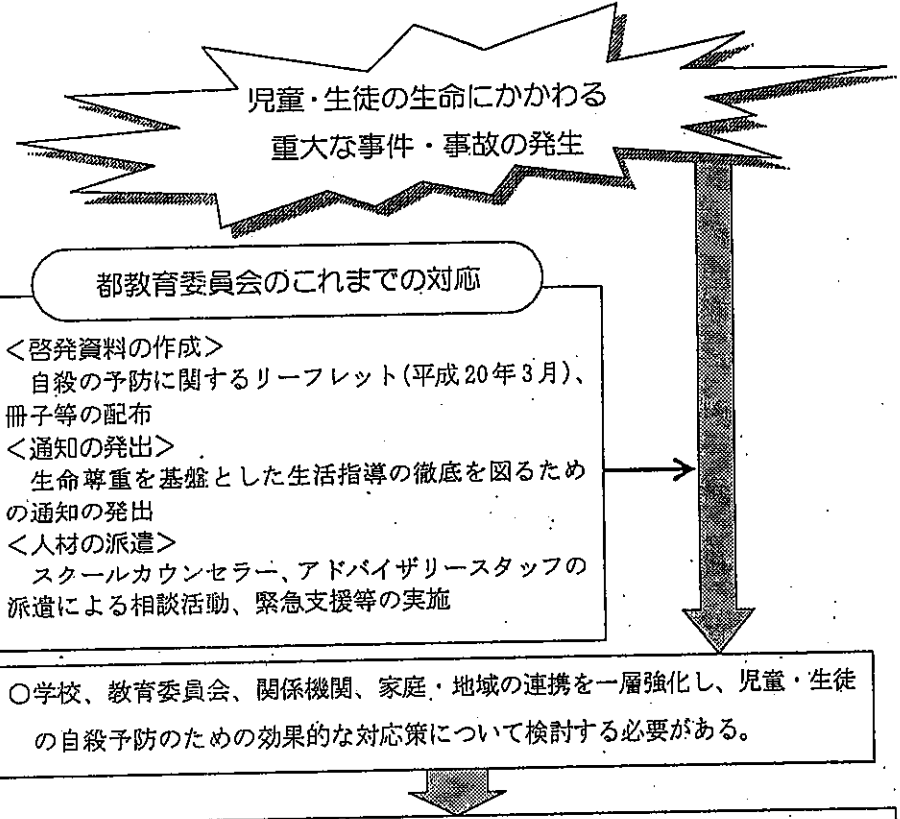 児童・生徒の生命にかかわる
重大な事件・事故の発生
都教育委員会のこれまでの対応
＜啓発資料の作成＞
自殺の予防に関するリーフレット(平成20年3月)、
冊子等の配布
＜通知の発出＞
生命尊重を基盤とした生活指導の徹底を図るため
の通知の発出
＜人材の派遣＞
スクールカウンセラー、アドバイザリースタッフの
派遣による相談活動、緊急支援等の実施
○学校、教育委員会、関係機関、家庭・地域の連携を一層強化し、児童・生徒
の自殺予防のための効果的な対応策について検討する必要がある。